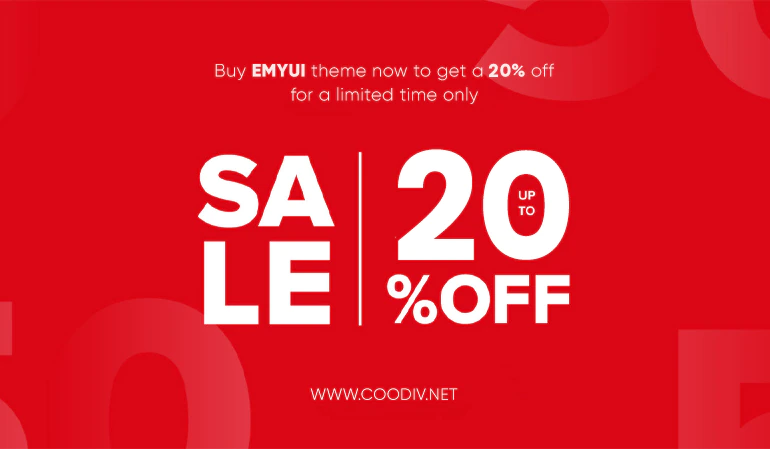 Buy EMYUI theme now to get a 20% off
for a limited time only
SA
LE
20
UP
TO
%OFF
WWW.COODIV.NET